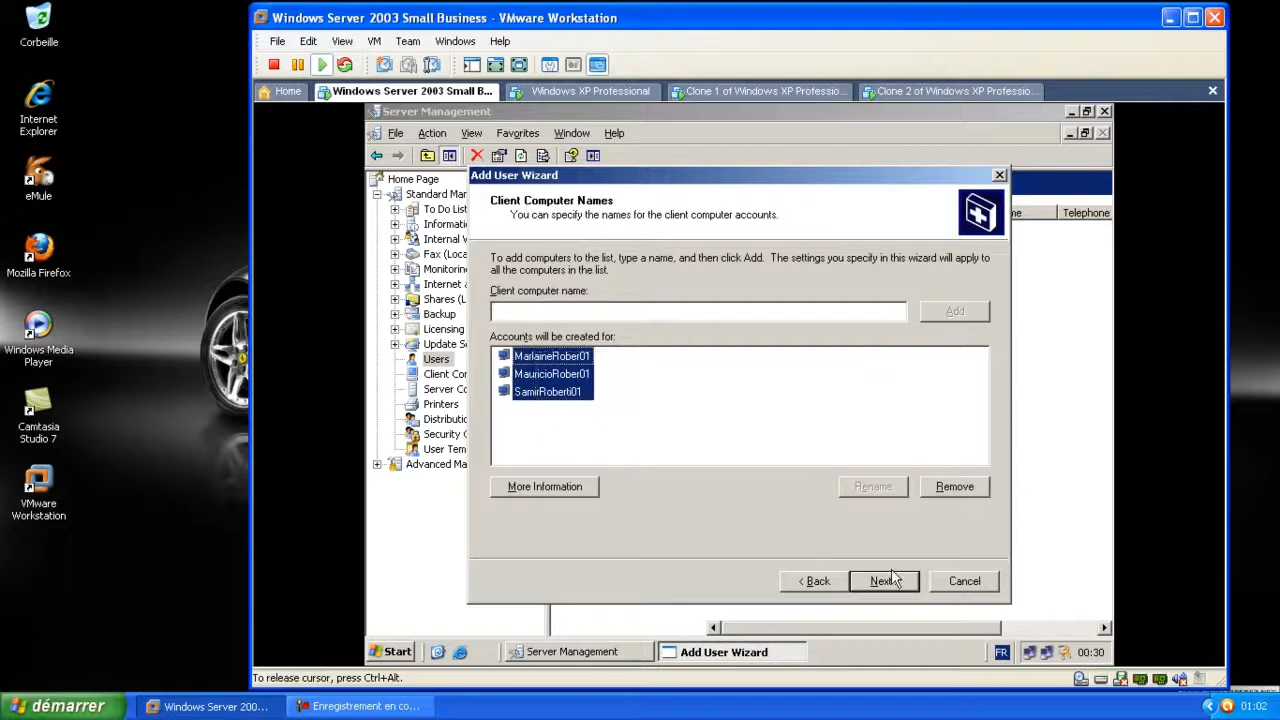 Corbeille
Internet
Explorer
eMule
Mozilla Firefox
Windows Media
Player
Camtasia
Studio 7
VMware
Workstation
Windows Server 2003 Small Business - VMware Workstation
File Edit View VM Team Windows Help
Home Windows Server 2003 Small B... Windows XP Professional Clone 1 of Windows XP Professio... Clone 2 of Windows XP Professio...
Server Management
File Action View Favorites Window Help
Home Page
Standard Mar
To Do List
Informati
Internal V
Fax (Loca
Monitorin
Internet a
Shares (L
Backup
Licensing
Update Se
Users
Client Con
Server Co
Printers
Distributio
Security G
User Tem
Advanced Ma
me Telephone
Add User Wizard
Client Computer Names
You can specify the names for the client computer accounts.
To add computers to the list, type a name, and then click Add. The settings you specify in this wizard will apply to
all the computers in the list.
Client computer name:
Add
Accounts will be created for:
MarlaineRober01
MauricioRober01
SamirRoberti01
More Information Rename Remove
< Back Next > Cancel
Start Server Management Add User Wizard FR 00:30
To release cursor, press Ctrl+Alt.
démarrer Windows Server 200... Enregistrement en co... 01:02